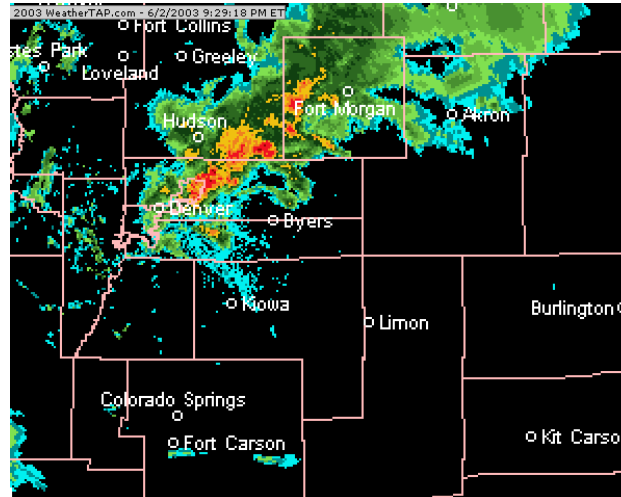 2003 WeatherTAP.com - 6/2/2003 9:29:18 PM ET
Fort Collins
stes Park
Greeley
Loveland
Fort Morgan
Hudson
Akron
Denver
Byers
Kiowa
Burlington
Limon
Colorado Springs
Fort Carson
Kit Carso